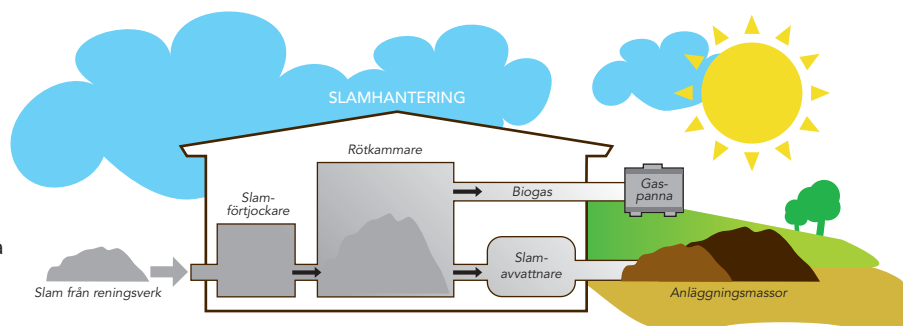 SLAMHANTERING
Rötkammare
Slam-
förtjockare
Biogas
Gas-
panna
Slam-
avvattnare
a
Slam från reningsverk
Anläggningsmassor